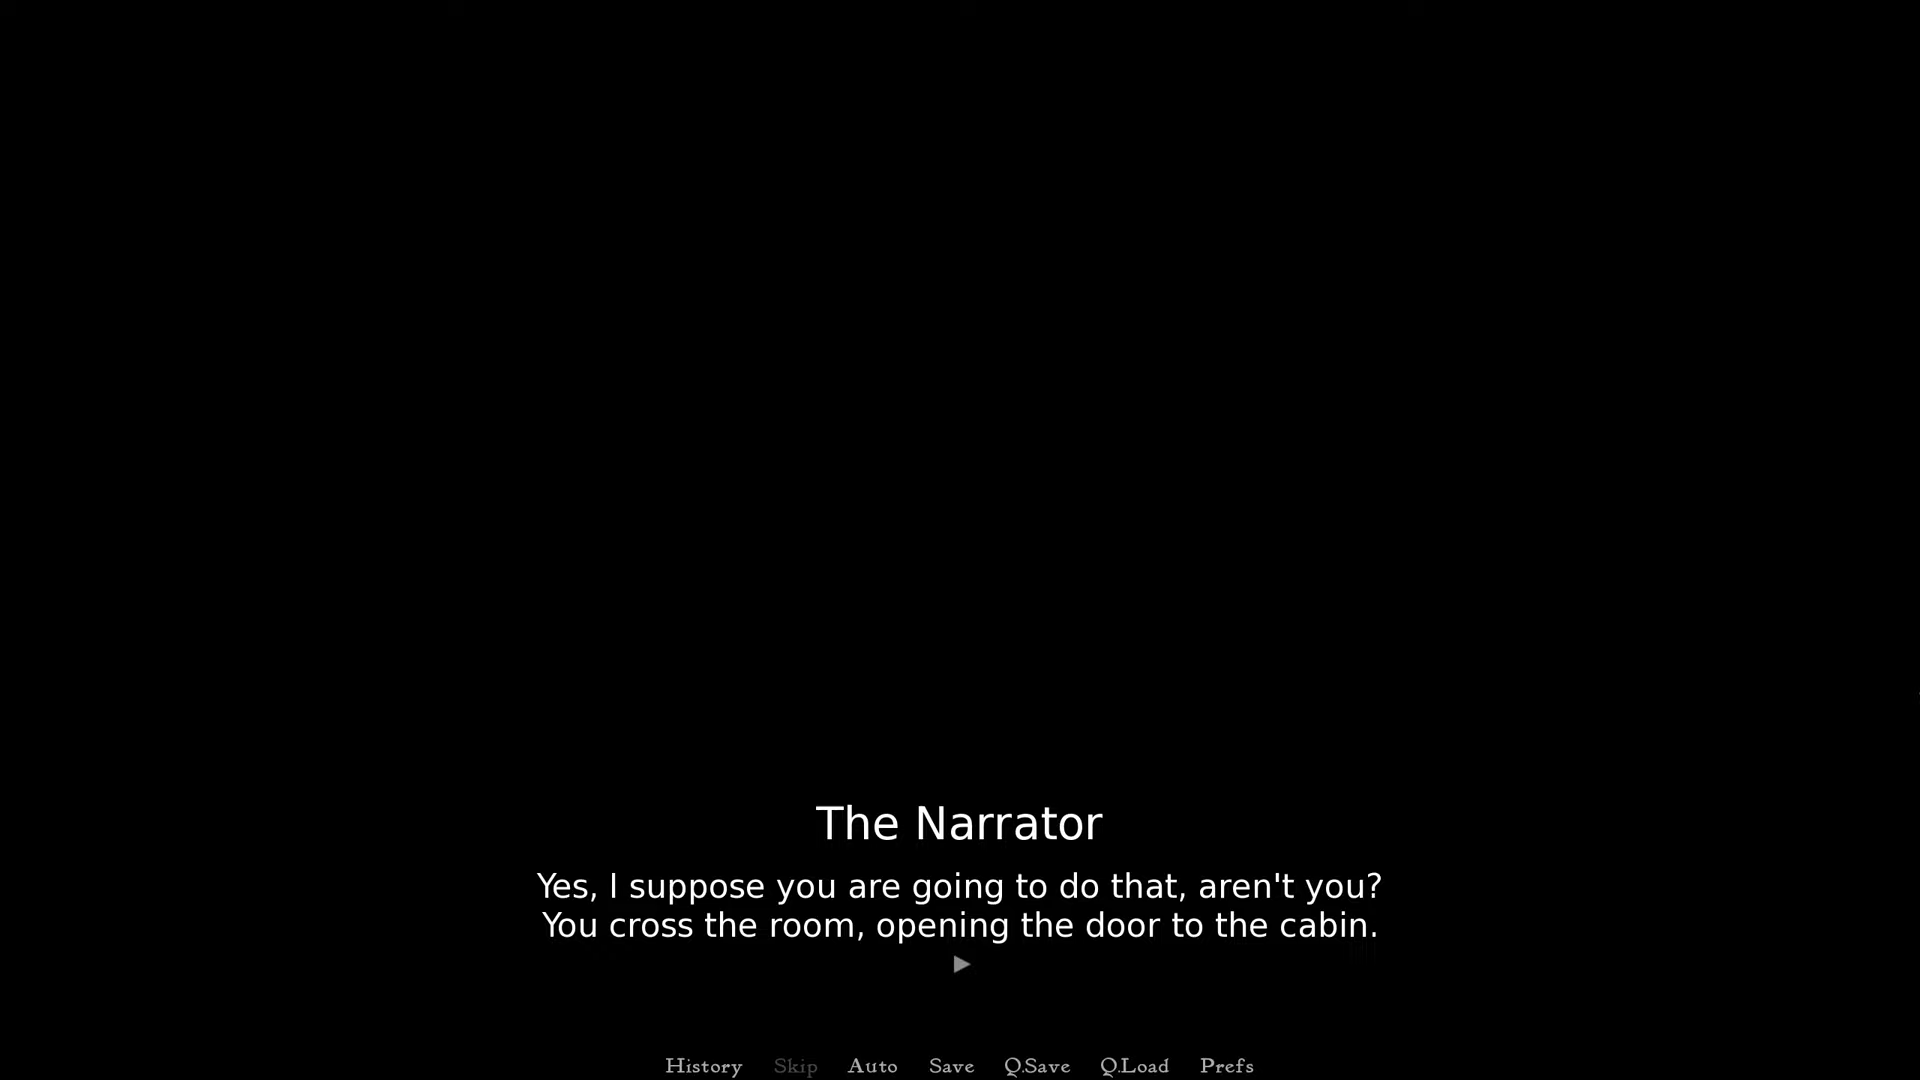 The Narrator
Yes, I suppose you are going to do that, aren't you?
You cross the room, opening the door to the cabin.
History Skip Auto Save Q.Save Q.Load Prefs